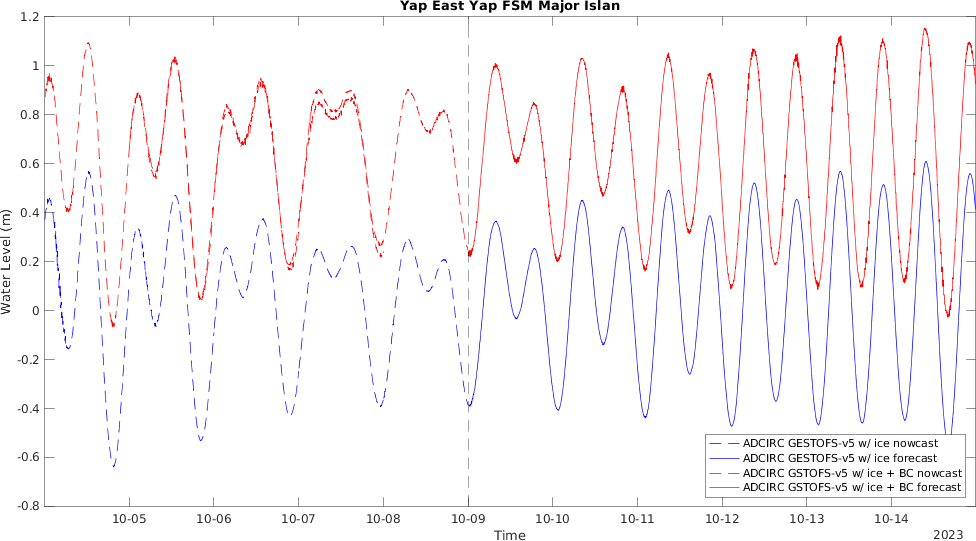 Yap East Yap FSM Major Islan
1.2
1
0.8
0.6
0.4
0.2
0
-0.2
-0.4
-0.6
-0.8
Water Level (m)
10-05 10-06 10-07 10-08 10-09 10-10 10-11 10-12 10-13 10-14
Time
2023
ADCIRC GESTOFS-v5 w/ ice nowcast
ADCIRC GESTOFS-v5 w/ ice forecast
ADCIRC GSTOFS-v5 w/ ice + BC nowcast
ADCIRC GSTOFS-v5 w/ ice + BC forecast